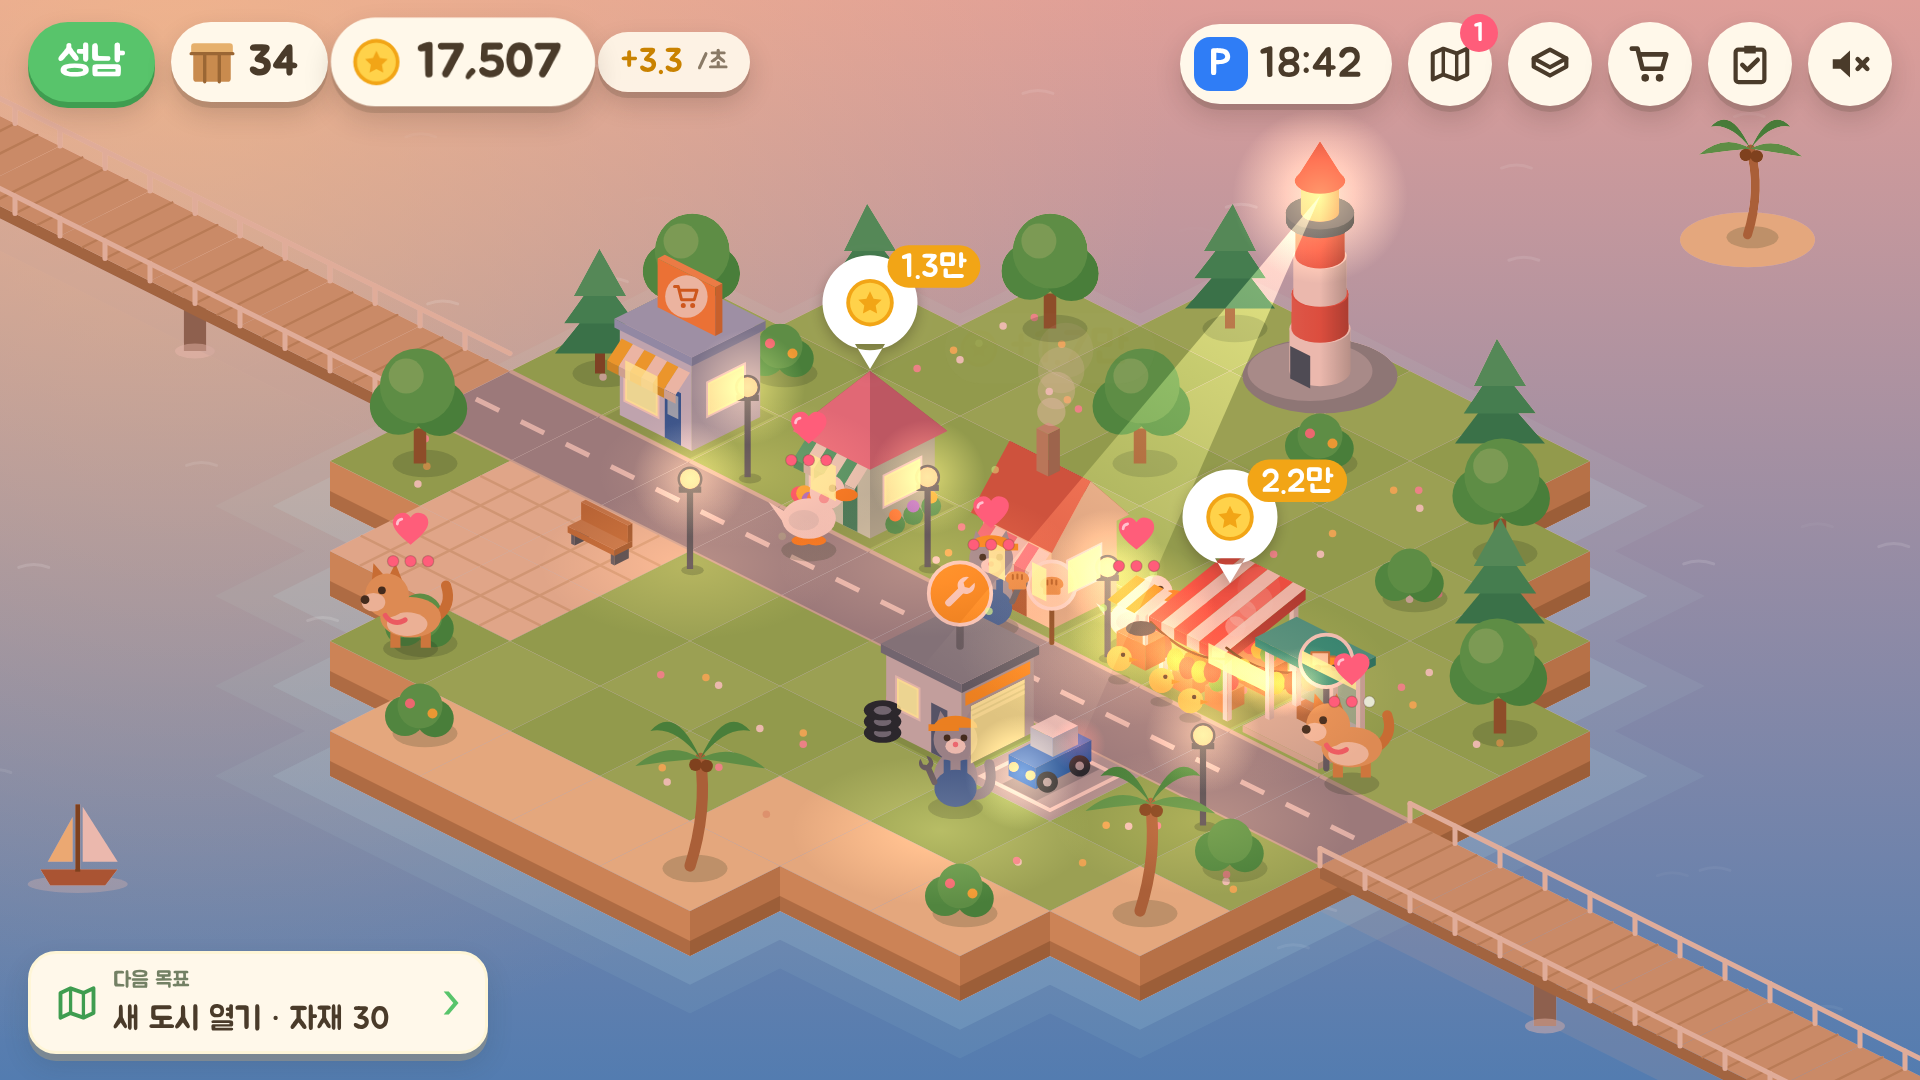 성남
34
17,507
+3.3 /초
P 18:42
1
1.3만
2.2만
다음 목표
새 도시 열기 · 자재 30